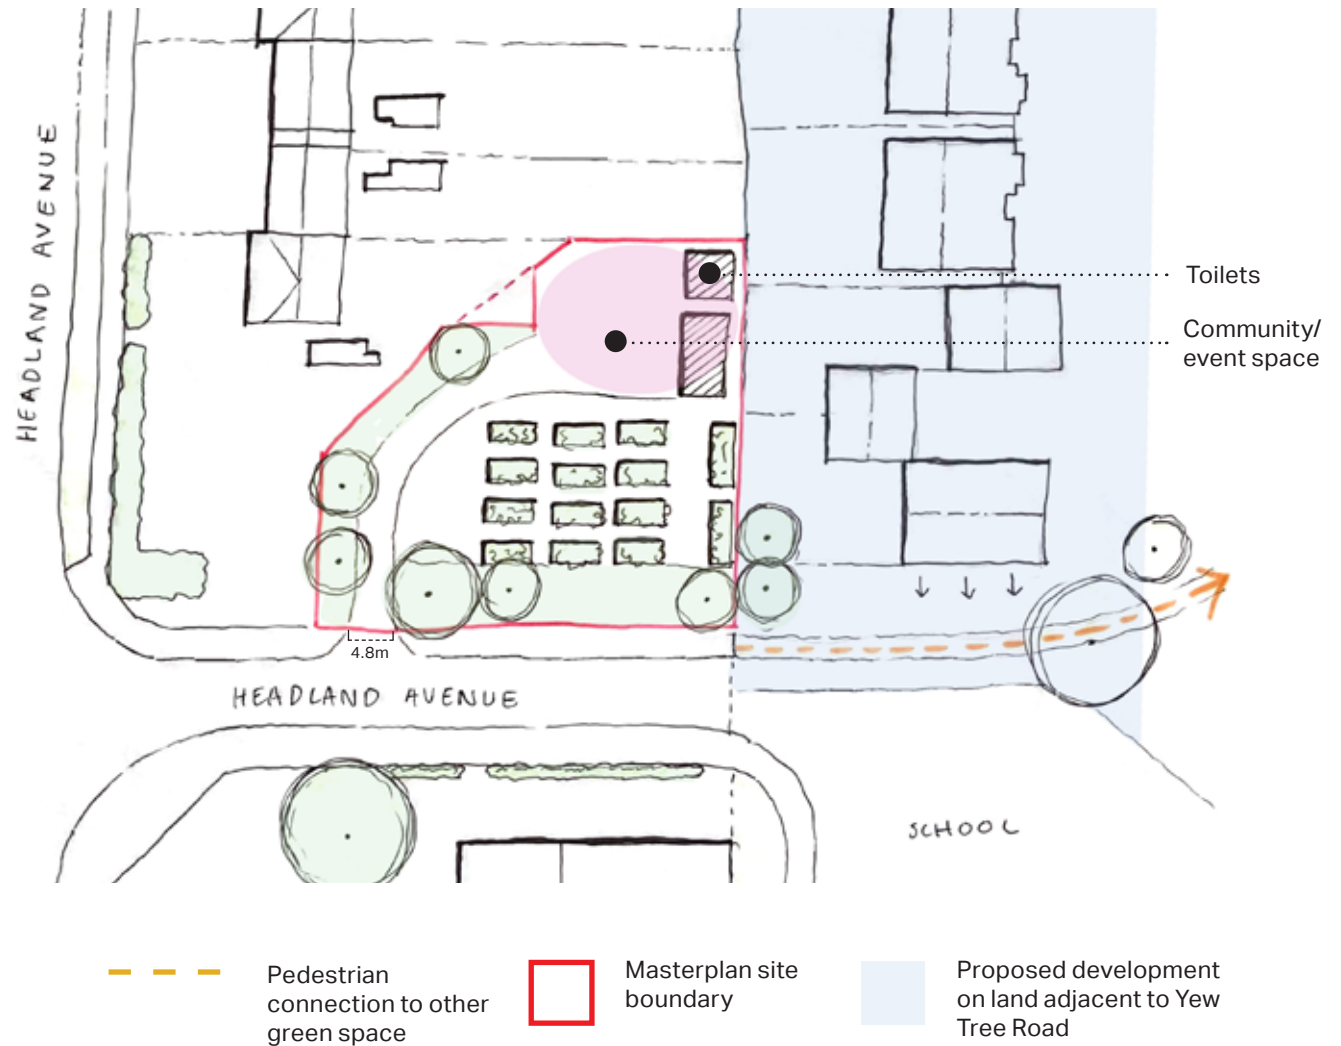 HEADLAND AVENUE
Toilets
Community/
event space
4.8m
HEADLAND AVENUE
SCHOOL
Pedestrian
connection to other
green space
Masterplan site
boundary
Proposed development
on land adjacent to Yew
Tree Road